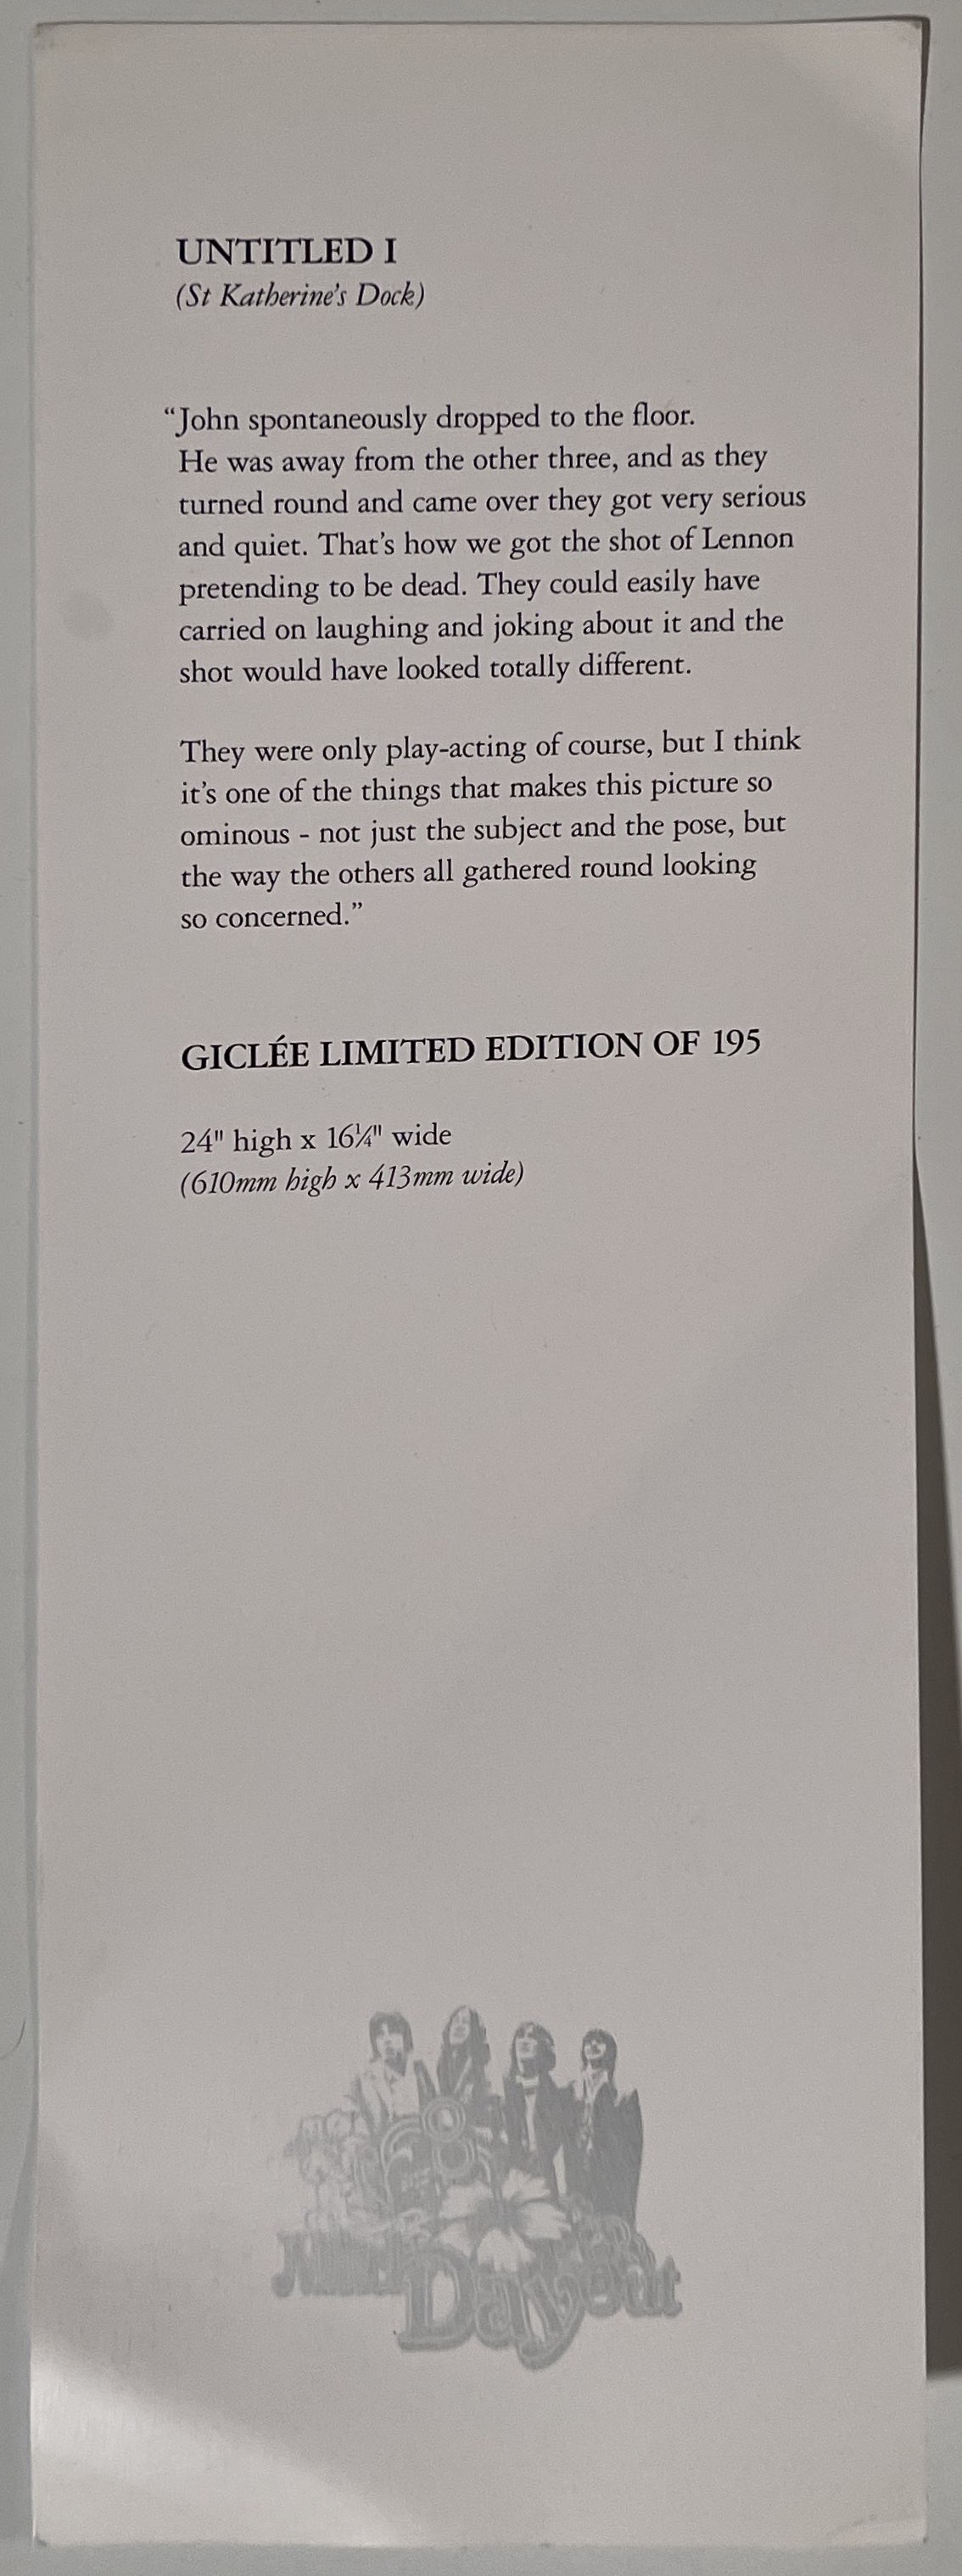 UNTITLED I
(St Katherine's Dock)
“John spontaneously dropped to the floor.
He was away from the other three, and as they
turned round and came over they got very serious
and quiet. That’s how we got the shot of Lennon
pretending to be dead. They could easily have
carried on laughing and joking about it and the
shot would have looked totally different.
They were only play-acting of course, but I think
it’s one of the things that makes this picture so
ominous - not just the subject and the pose, but
the way the others all gathered round looking
so concerned.”
GICLÉE LIMITED EDITION OF 195
24" high x 16¼" wide
(610mm high x 413mm wide)
Day